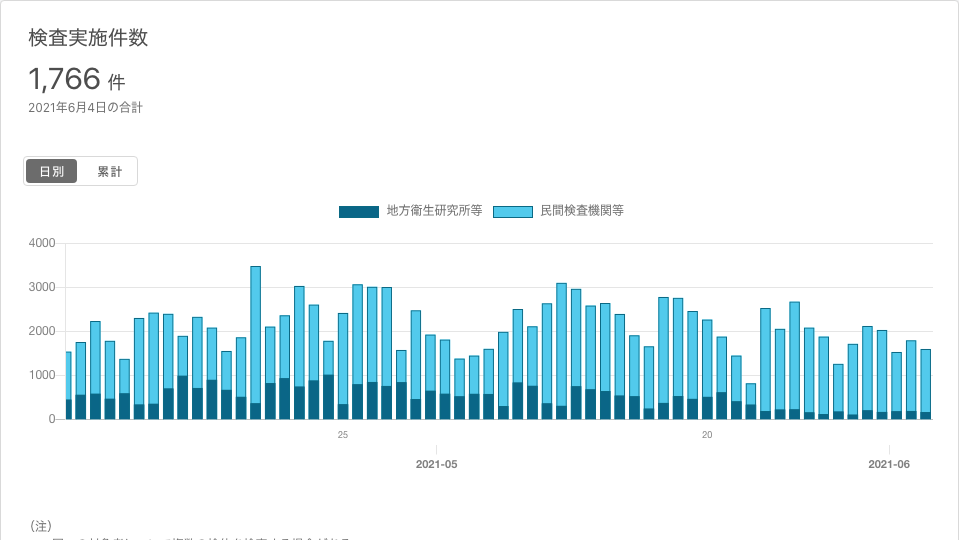 検査実施件数
1,766 件
2021年6月4日の合計
日別 累計
地方衛生研究所等 民間検査機関等
4000
3000
2000
1000
0
25 20
2021-05 2021-06
（注）